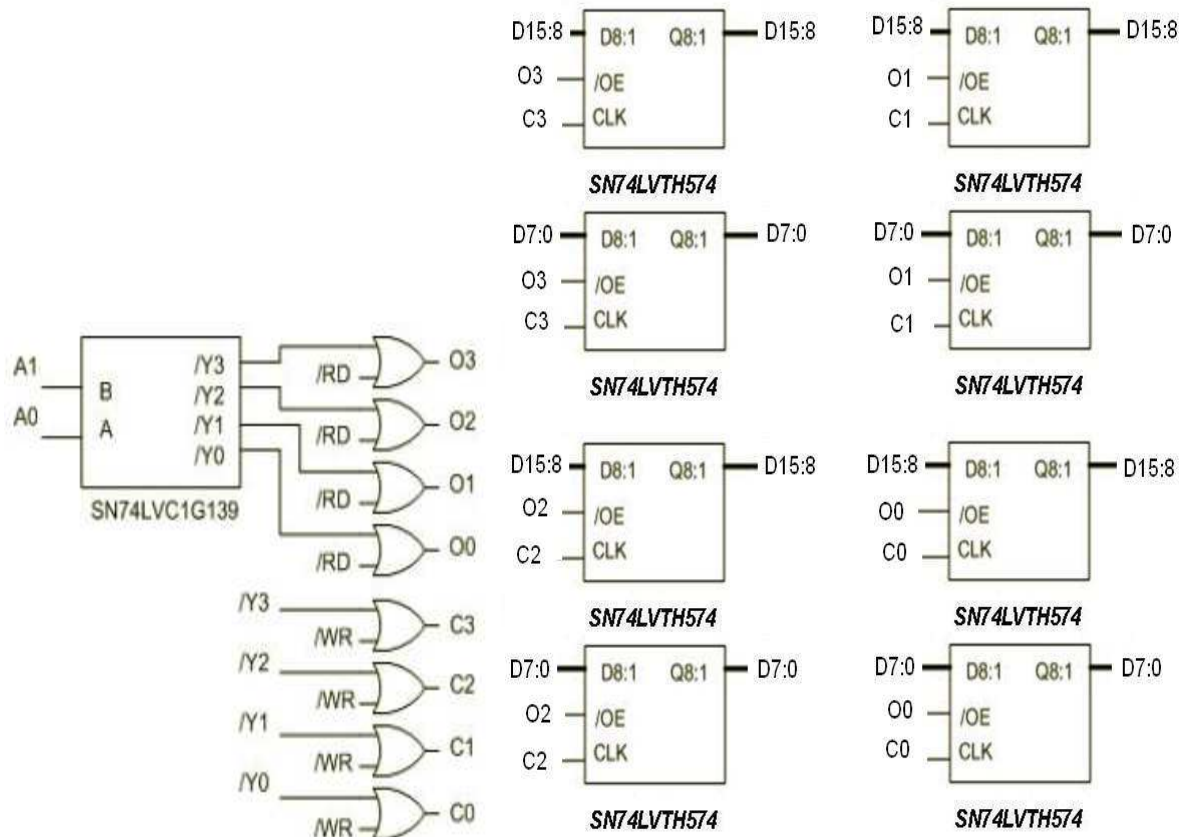 D15:8 D8:1 Q8:1 D15:8
O3 /OE
C3 CLK
SN74LVTH574
D15:8 D8:1 Q8:1 D15:8
O1 /OE
C1 CLK
SN74LVTH574
D7:0 D8:1 Q8:1 D7:0
O3 /OE
C3 CLK
SN74LVTH574
D7:0 D8:1 Q8:1 D7:0
O1 /OE
C1 CLK
SN74LVTH574
A1 B
A0 A
/Y3
/Y2
/Y1
/Y0
SN74LVC1G139
/RD O3
/RD O2
/RD O1
/RD O0
/Y3 /WR C3
/Y2 /WR C2
/Y1 /WR C1
/Y0 /WR C0
D15:8 D8:1 Q8:1 D15:8
O2 /OE
C2 CLK
SN74LVTH574
D15:8 D8:1 Q8:1 D15:8
O0 /OE
C0 CLK
SN74LVTH574
D7:0 D8:1 Q8:1 D7:0
O2 /OE
C2 CLK
SN74LVTH574
D7:0 D8:1 Q8:1 D7:0
O0 /OE
C0 CLK
SN74LVTH574